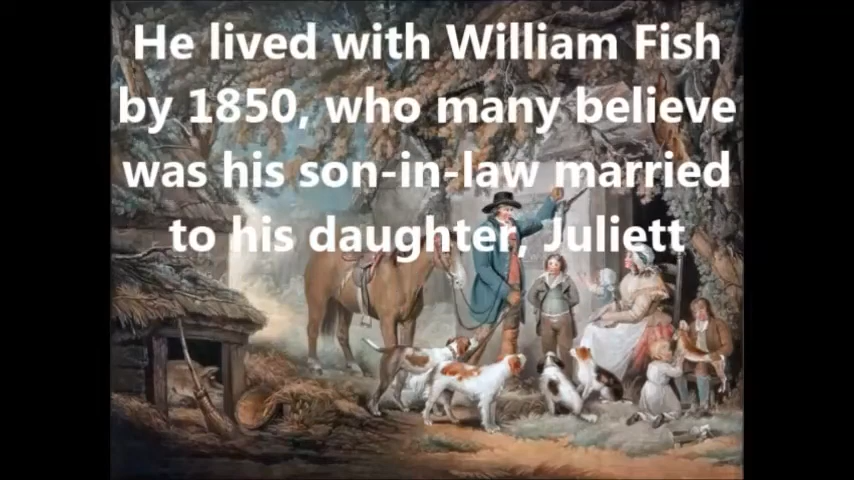 He lived with William Fish
by 1850, who many believe
was his son-in-law married
to his daughter, Juliett